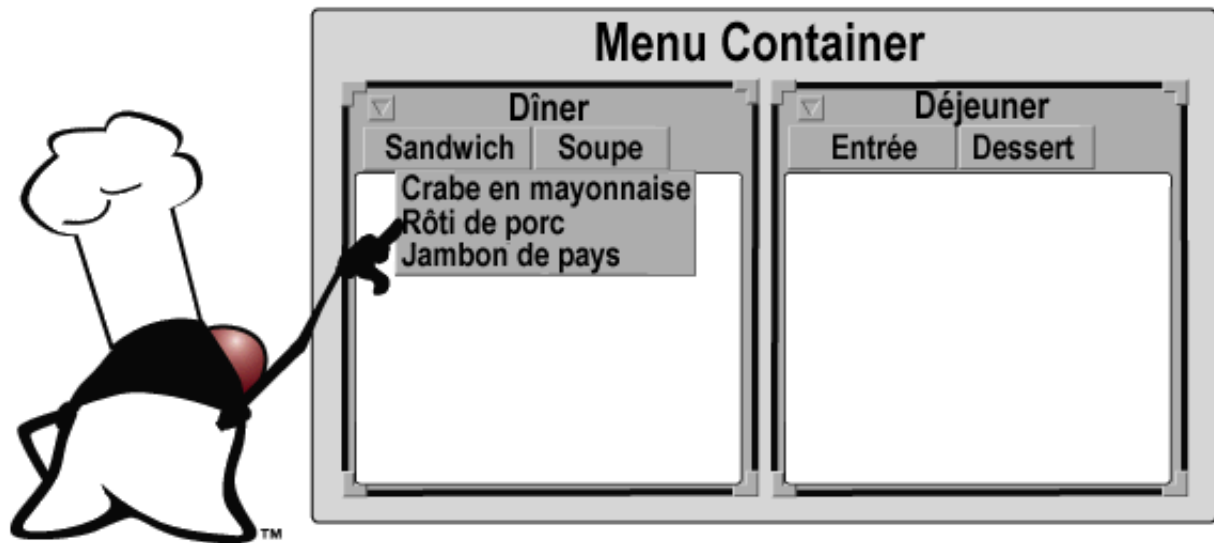 Menu Container
Dîner
Sandwich Soupe
Crabe en mayonnaise
Rôti de porc
Jambon de pays
Déjeuner
Entrée Dessert
TM